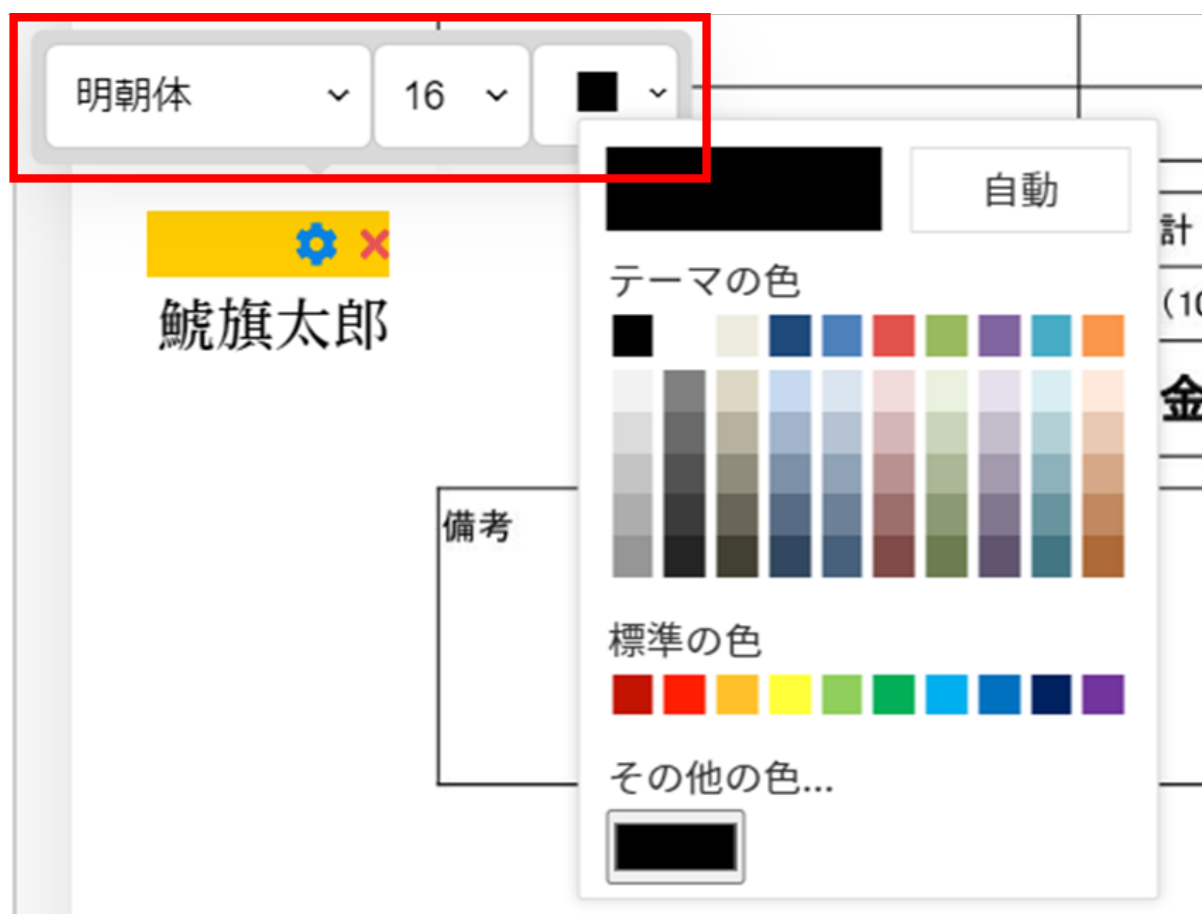 明朝体
16
自動
テーマの色
計
(10
鯱旗太郎
金
備考
標準の色
その他の色...